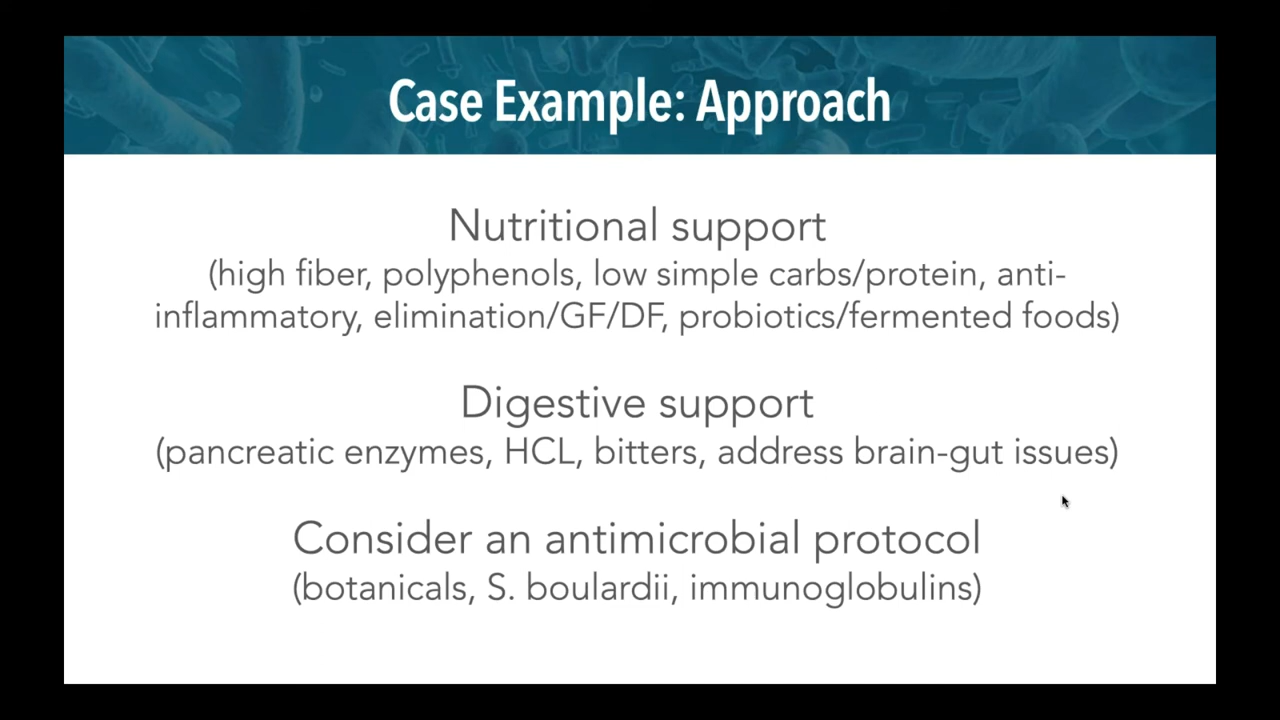 Case Example: Approach
Nutritional support
(high fiber, polyphenols, low simple carbs/protein, anti-
inflammatory, elimination/GF/DF, probiotics/fermented foods)
Digestive support
(pancreatic enzymes, HCL, bitters, address brain-gut issues)
Consider an antimicrobial protocol
(botanicals, S. boulardii, immunoglobulins)